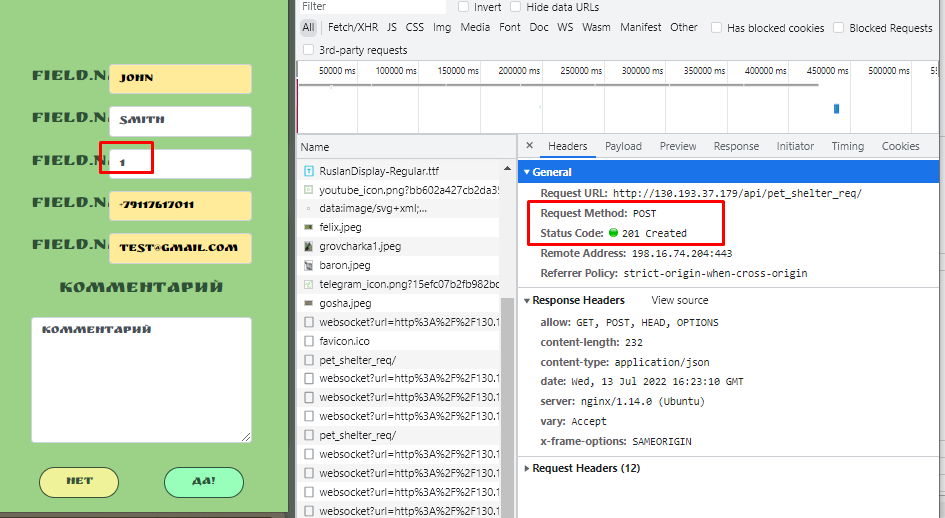 FIELD.N
JOHN
FIELD.N
SMITH
FIELD.N
1
FIELD.N
+79117617011
FIELD.N
TEST@GMAIL.COM
КОММЕНТАРИЙ
КОММЕНТАРИЙ
НЕТ
ДА!
Filter
Invert
Hide data URLs
All Fetch/XHR JS CSS Img Media Font Doc WS Wasm Manifest Other
Has blocked cookies
Blocked Requests
3rd-party requests
50000 ms 100000 ms 150000 ms 200000 ms 250000 ms 300000 ms 350000 ms 400000 ms 450000 ms 500000 ms 55
Name
RuslanDisplay-Regular.ttf
youtube_icon.png?bb602a427cb2da35
data:image/svg+xml;...
felix.jpeg
grovcharka1.jpeg
baron.jpeg
telegram_icon.png?15efc07b2fb982bc
gosha.jpeg
websocket?url=http%3A%2F%2F130.1
favicon.ico
pet_shelter_req/
websocket?url=http%3A%2F%2F130.1
websocket?url=http%3A%2F%2F130.1
websocket?url=http%3A%2F%2F130.1
pet_shelter_req/
websocket?url=http%3A%2F%2F130.1
websocket?url=http%3A%2F%2F130.1
websocket?url=http%3A%2F%2F130.1
websocket?url=http%3A%2F%2F130.1
× Headers Payload Preview Response Initiator Timing Cookies
General
Request URL: http://130.193.37.179/api/pet_shelter_req/
Request Method: POST
Status Code: 201 Created
Remote Address: 198.16.74.204:443
Referrer Policy: strict-origin-when-cross-origin
Response Headers View source
allow: GET, POST, HEAD, OPTIONS
content-length: 232
content-type: application/json
date: Wed, 13 Jul 2022 16:23:10 GMT
server: nginx/1.14.0 (Ubuntu)
vary: Accept
x-frame-options: SAMEORIGIN
Request Headers (12)